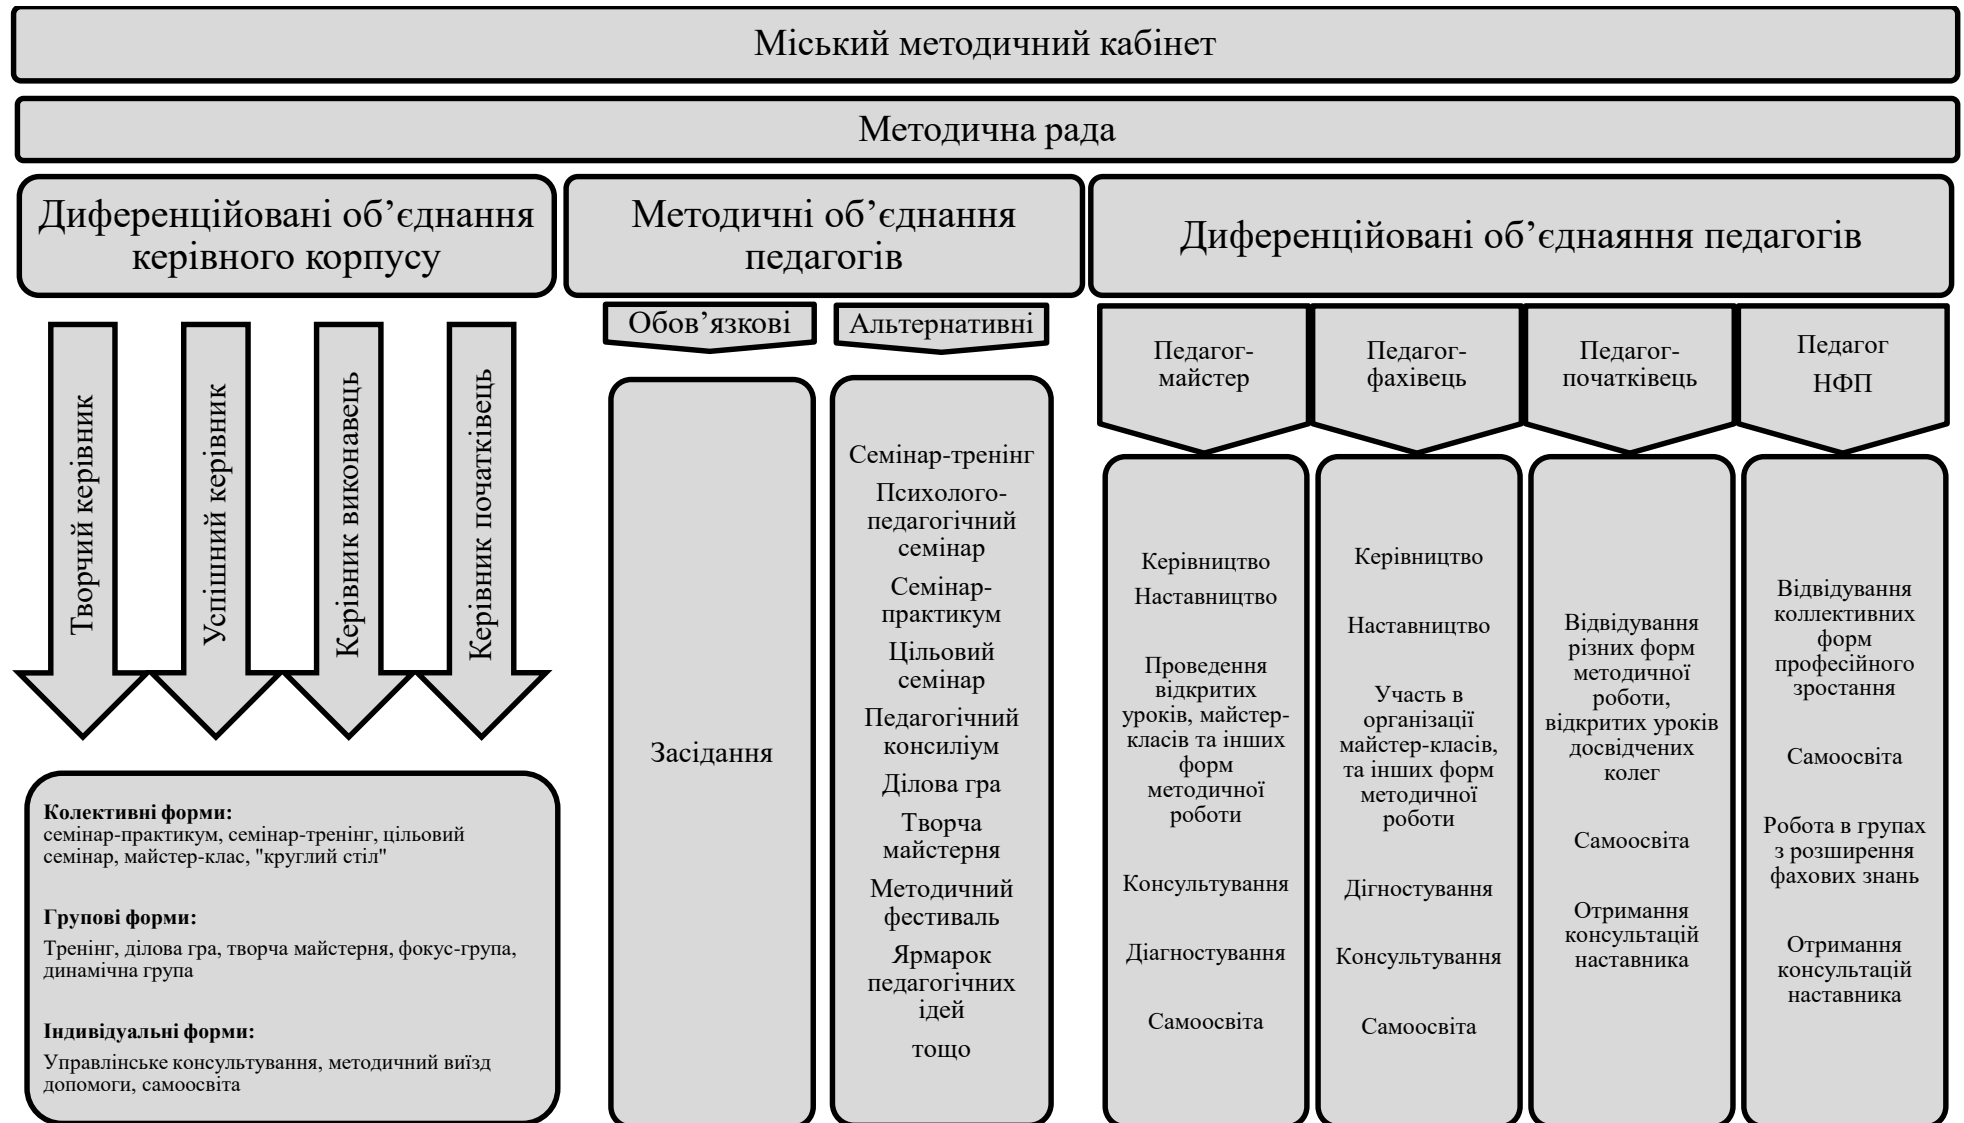 Міський методичний кабінет
Методична рада
Диференційовані об’єднання
керівного корпусу
Творчий керівник
Успішний керівник
Керівник виконавець
Керівник початківець
Колективні форми:
семінар-практикум, семінар-тренінг, цільовий
семінар, майстер-клас, "круглий стіл"
Групові форми:
Тренінг, ділова гра, творча майстерня, фокус-група,
динамічна група
Індивідуальні форми:
Управлінське консультування, методичний виїзд
допомоги, самоосвіта
Методичні об’єднання
педагогів
Обов’язкові
Засідання
Альтернативні
Семінар-тренінг
Психолого-
педагогічний
семінар
Семінар-
практикум
Цільовий
семінар
Педагогічний
консиліум
Ділова гра
Творча
майстерня
Методичний
фестиваль
Ярмарок
педагогічних
ідей
тощо
Диференційовані об’єднаяння педагогів
Педагог-
майстер
Керівництво
Наставництво
Проведення
відкритих
уроків, майстер-
класів та інших
форм
методичної
роботи
Консультування
Діагностування
Самоосвіта
Педагог-
фахівець
Керівництво
Наставництво
Участь в
організації
майстер-класів,
та інших форм
методичної
роботи
Дігностування
Консультування
Самоосвіта
Педагог-
початківець
Відвідування
різних форм
методичної
роботи,
відкритих уроків
досвідчених
колег
Самоосвіта
Отримання
консультацій
наставника
Педагог
НФП
Відвідування
коллективних
форм
професійного
зростання
Самоосвіта
Робота в групах
з розширення
фахових знань
Отримання
консультацій
наставника